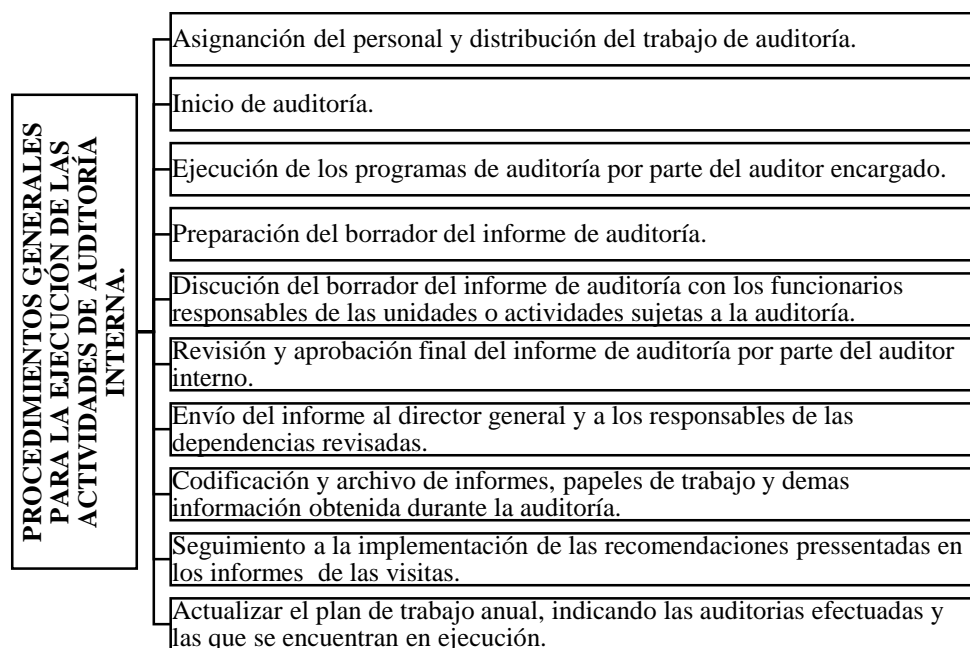 PROCEDIMIENTOS GENERALES
PARA LA EJECUCIÓN DE LAS
ACTIVIDADES DE AUDITORÍA
INTERNA.
Asignanción del personal y distribución del trabajo de auditoría.
Inicio de auditoría.
Ejecución de los programas de auditoría por parte del auditor encargado.
Preparación del borrador del informe de auditoría.
Discución del borrador del informe de auditoría con los funcionarios
responsables de las unidades o actividades sujetas a la auditoría.
Revisión y aprobación final del informe de auditoría por parte del auditor
interno.
Envío del informe al director general y a los responsables de las
dependencias revisadas.
Codificación y archivo de informes, papeles de trabajo y demas
información obtenida durante la auditoría.
Seguimiento a la implementación de las recomendaciones pressentadas en
los informes  de las visitas.
Actualizar el plan de trabajo anual, indicando las auditorias efectuadas y
las que se encuentran en ejecución.